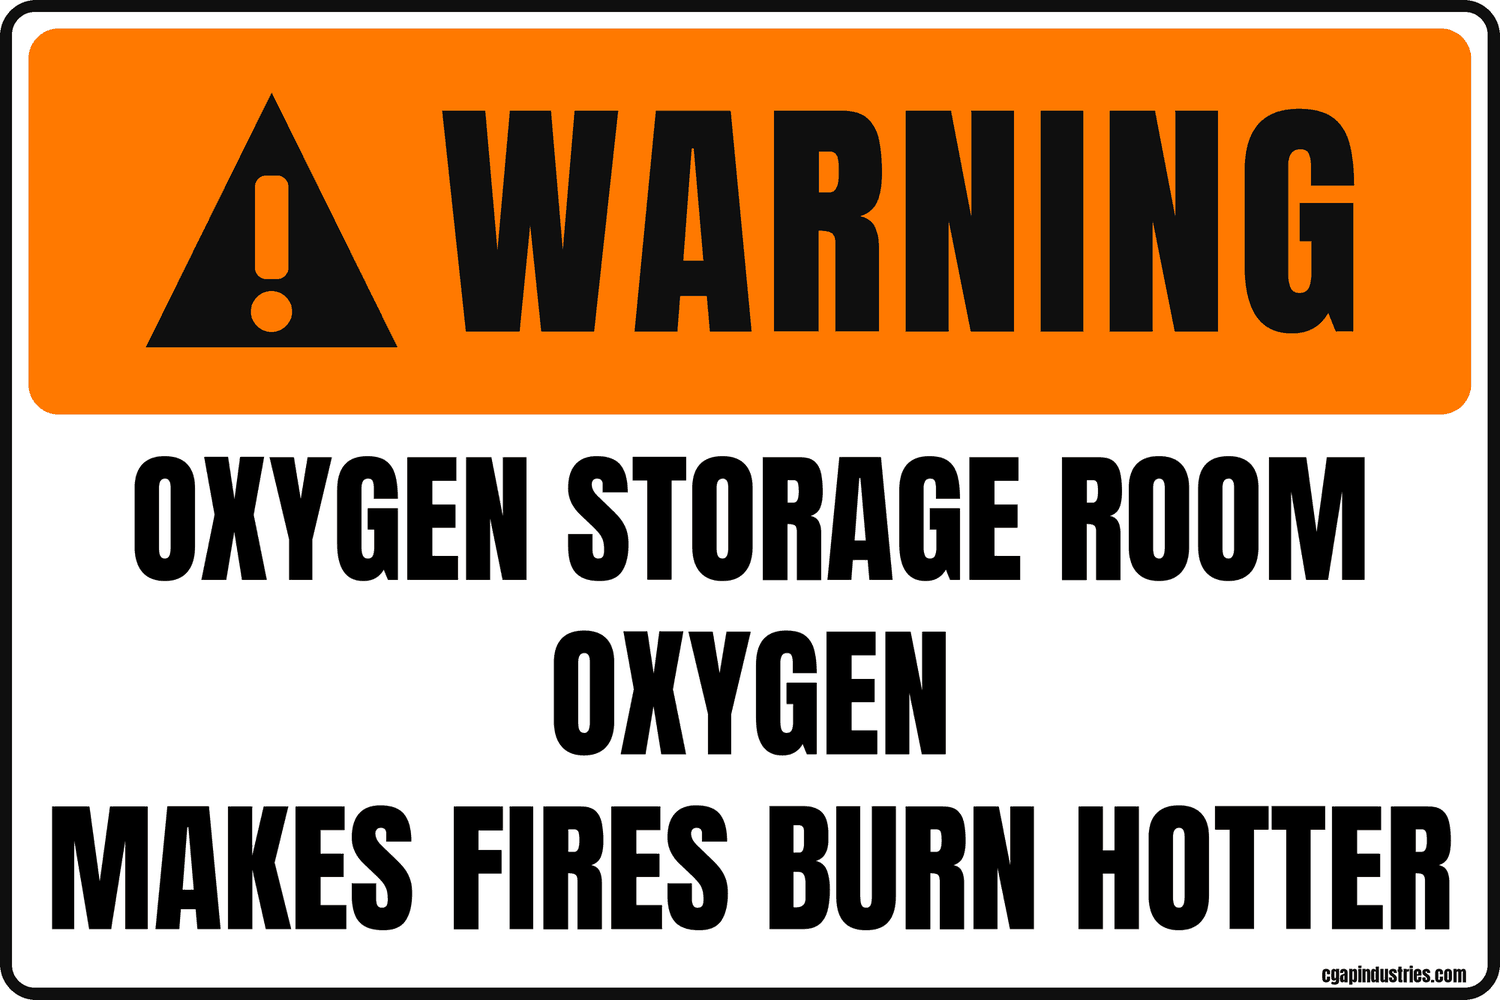 WARNING
OXYGEN STORAGE ROOM
OXYGEN
MAKES FIRES BURN HOTTER
cgapindustries.com